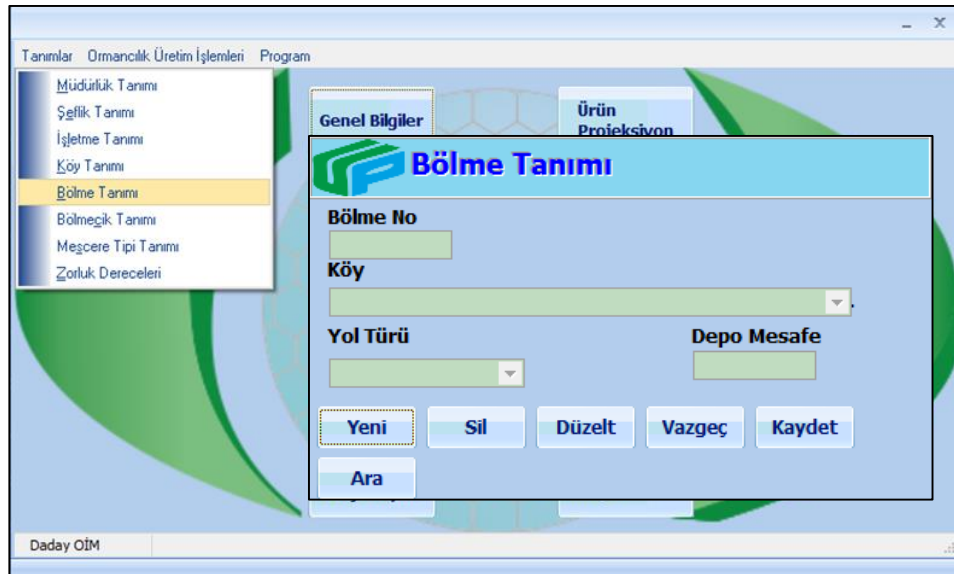 Tanımlar Ormancılık Üretim İşlemleri Program
Müdürlük Tanımı
Şeflik Tanımı
İşletme Tanımı
Köy Tanımı
Bölme Tanımı
Bölmeçik Tanımı
Meşcere Tipi Tanımı
Zorluk Dereceleri
Genel Bilgiler
Ürün
Projeksiyon
Bölme Tanımı
Bölme No
Köy
Yol Türü Depo Mesafe
Yeni Sil Düzelt Vazgeç Kaydet
Ara
Daday OİM